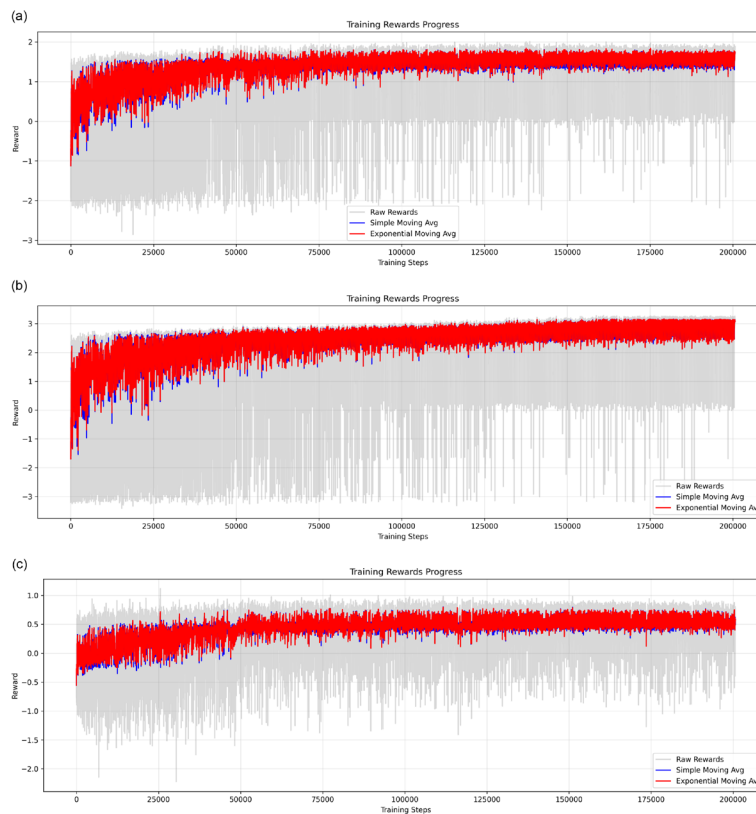 (a)
Training Rewards Progress
2
1
0
−1
−2
−3
Reward
Raw Rewards
Simple Moving Avg
Exponential Moving Avg
0 25000 50000 75000 100000 125000 150000 175000 200000
Training Steps
(b)
Training Rewards Progress
3
2
1
0
−1
−2
−3
Reward
Raw Rewards
Simple Moving Avg
Exponential Moving Av
0 25000 50000 75000 100000 125000 150000 175000 200000
Training Steps
(c)
Training Rewards Progress
1.0
0.5
0.0
−0.5
−1.0
−1.5
−2.0
Reward
Raw Rewards
Simple Moving Avg
Exponential Moving Av
0 25000 50000 75000 100000 125000 150000 175000 200000
Training Steps